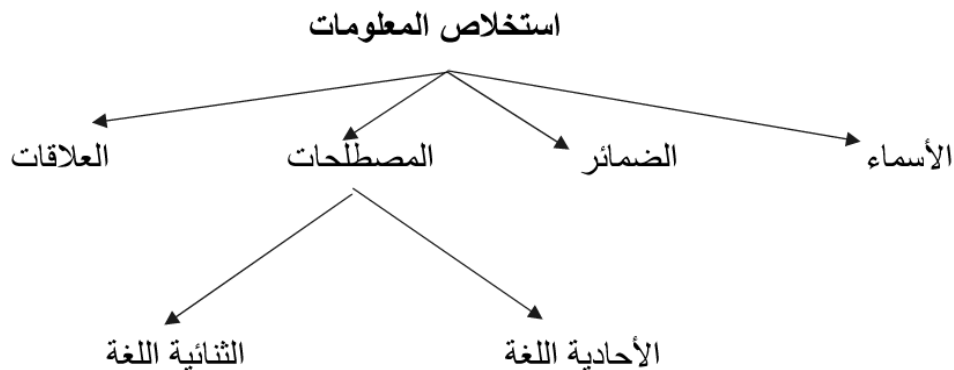 استخلاص المعلومات
الأسماء الضمائر المصطلحات العلاقات
الأحادية اللغة الثنائية اللغة